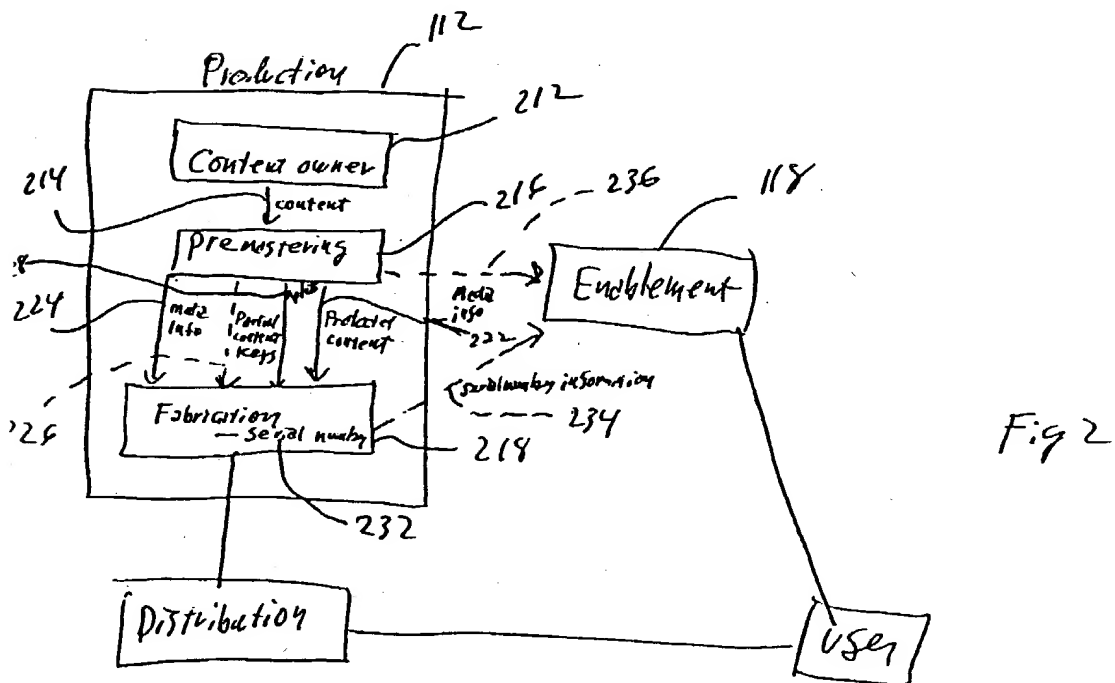 112
Production
212
Content owner
214
content
236
118
216
Premastering
Enablement
224
Meta
info
Partial
content
Keys
Protected
content
Meta
info
222
Serial number information
234
Fabrication
— Serial number
218
232
Fig 2
Distribution
User